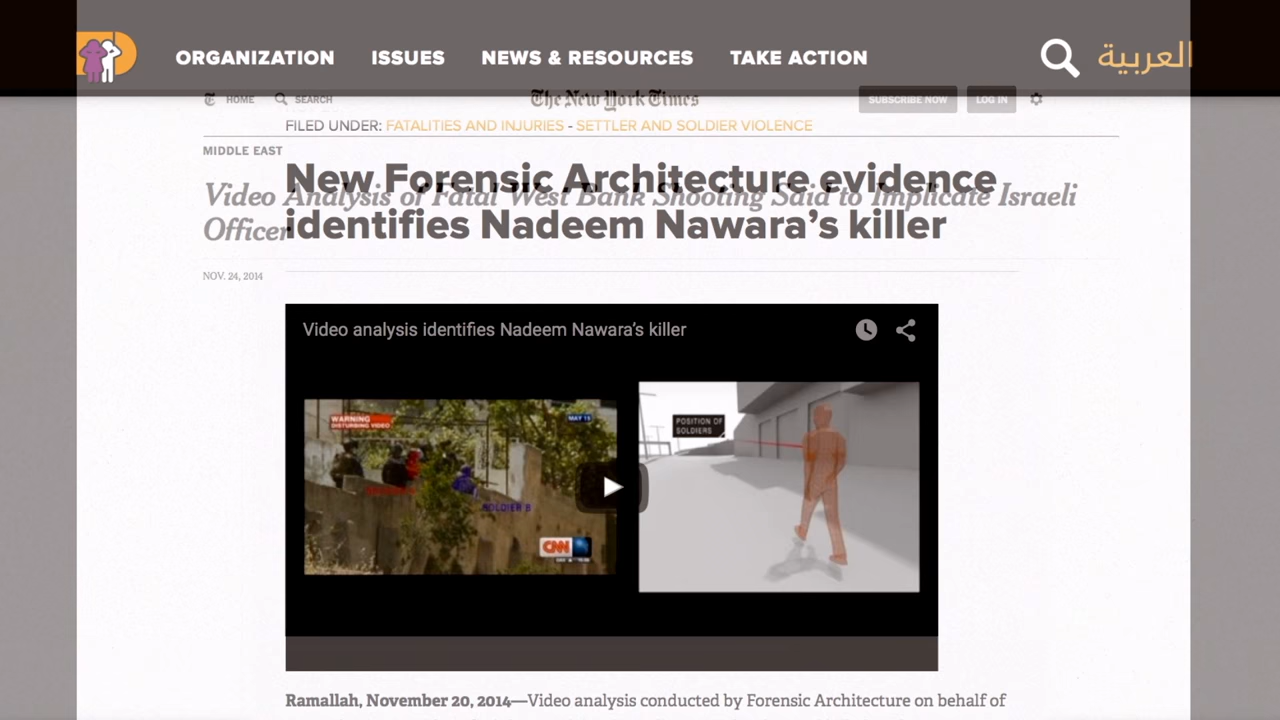 ORGANIZATION ISSUES NEWS & RESOURCES TAKE ACTION العربية
HOME SEARCH The New York Times SUBSCRIBE NOW LOG IN
FILED UNDER: FATALITIES AND INJURIES - SETTLER AND SOLDIER VIOLENCE
MIDDLE EAST
New Forensic Architecture evidence
identifies Nadeem Nawara’s killer
Video Analysis of Fatal West Bank Shooting Said to Implicate Israeli
Officer
NOV. 24, 2014
Video analysis identifies Nadeem Nawara’s killer
WARNING
DISTURBING VIDEO
MAY 15
SOLDIER B
CNN
POSITION OF
SOLDIERS
Ramallah, November 20, 2014—Video analysis conducted by Forensic Architecture on behalf of